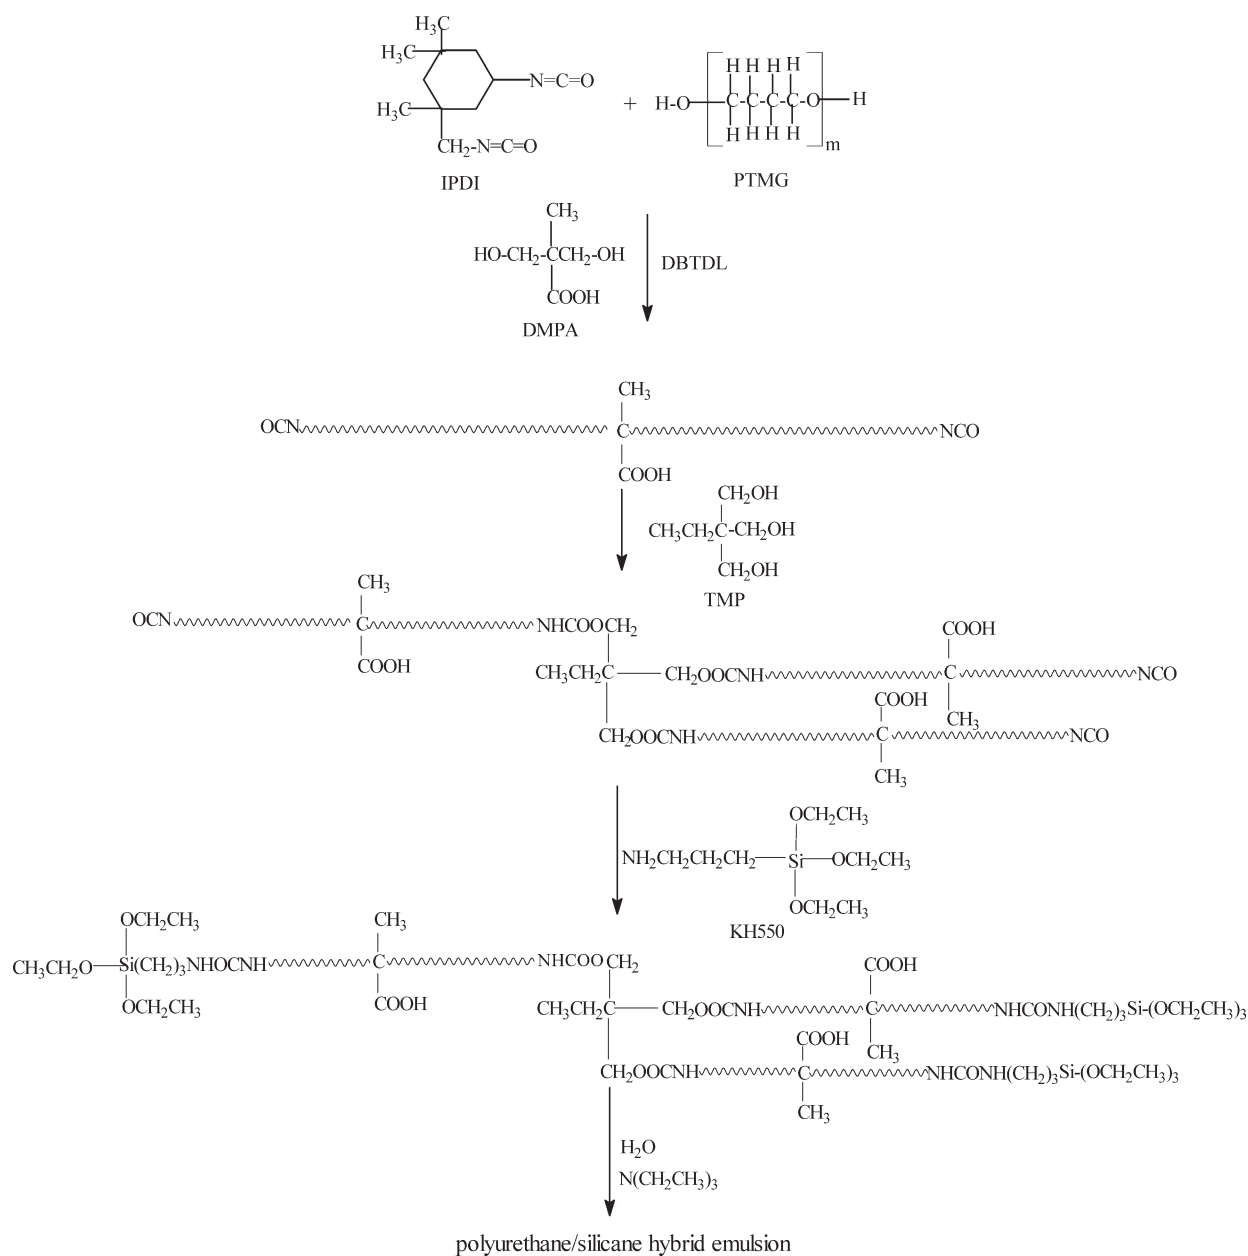 H₃C
H₃C
N=C=O
H₃C
CH₂-N=C=O
IPDI
+
H H H H
H-O C-C-C-C-O H
H H H H
m
PTMG
CH₃
HO-CH₂-CCH₂-OH
COOH
DMPA
DBTDL
CH₃
OCN C NCO
COOH
CH₂OH
CH₃CH₂C-CH₂OH
CH₂OH
TMP
CH₃
OCN C NHCOOCH₂
COOH
COOH
CH₃CH₂C CH₂OOCNH C NCO
CH₃
COOH
CH₂OOCNH C NCO
CH₃
OCH₂CH₃
NH₂CH₂CH₂CH₂ Si OCH₂CH₃
OCH₂CH₃
KH550
OCH₂CH₃ CH₃
CH₃CH₂O Si(CH₂)₃NHOCNH C NHCOOCH₂
OCH₂CH₃ COOH
COOH
CH₃CH₂C CH₂OOCNH C NHCONH(CH₂)₃Si-(OCH₂CH₃)₃
CH₃
COOH
CH₂OOCNH C NHCONH(CH₂)₃Si-(OCH₂CH₃)₃
CH₃
H₂O
N(CH₂CH₃)₃
polyurethane/silicane hybrid emulsion